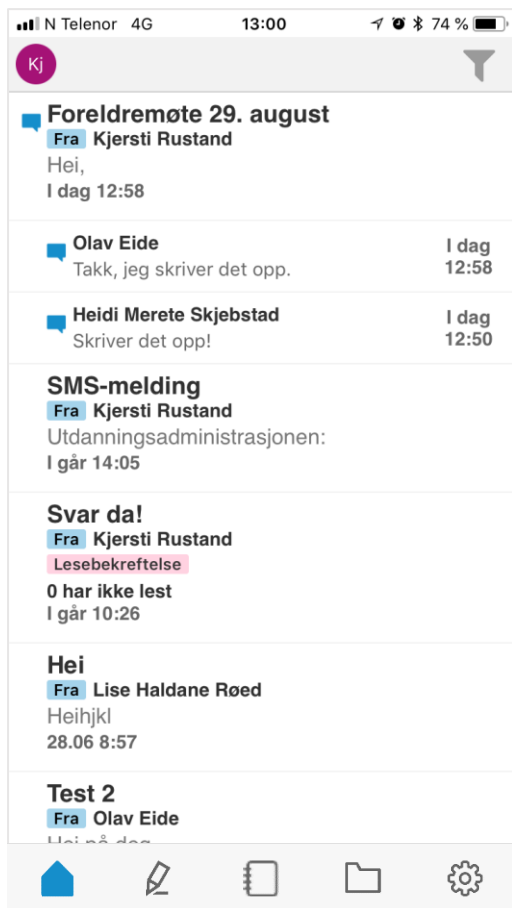 N Telenor 4G 13:00 74 %
Kj
Foreldremøte 29. august
Fra Kjersti Rustand
Hei,
I dag 12:58
Olav Eide I dag
Takk, jeg skriver det opp. 12:58
Heidi Merete Skjebstad I dag
Skriver det opp! 12:50
SMS-melding
Fra Kjersti Rustand
Utdanningsadministrasjonen:
I går 14:05
Svar da!
Fra Kjersti Rustand
Lesebekreftelse
0 har ikke lest
I går 10:26
Hei
Fra Lise Haldane Røed
Heihjkl
28.06 8:57
Test 2
Fra Olav Eide
Hei på deg